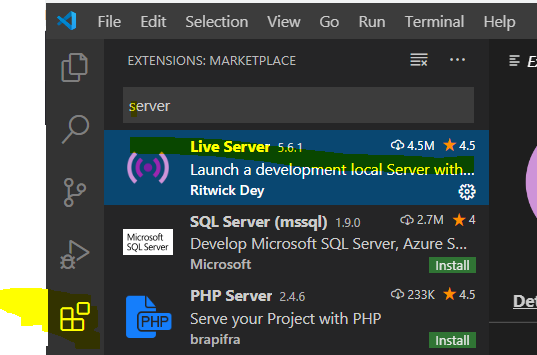 File Edit Selection View Go Run Terminal Help
EXTENSIONS: MARKETPLACE
server
Live Server 5.6.1 4.5M 4.5
Launch a development local Server with...
Ritwick Dey
Microsoft
SQL Server
SQL Server (mssql) 1.9.0 2.7M 4
Develop Microsoft SQL Server, Azure S...
Microsoft Install
PHP
PHP Server 2.4.6 233K 4.5
Serve your Project with PHP
brapifra Install
E
Det